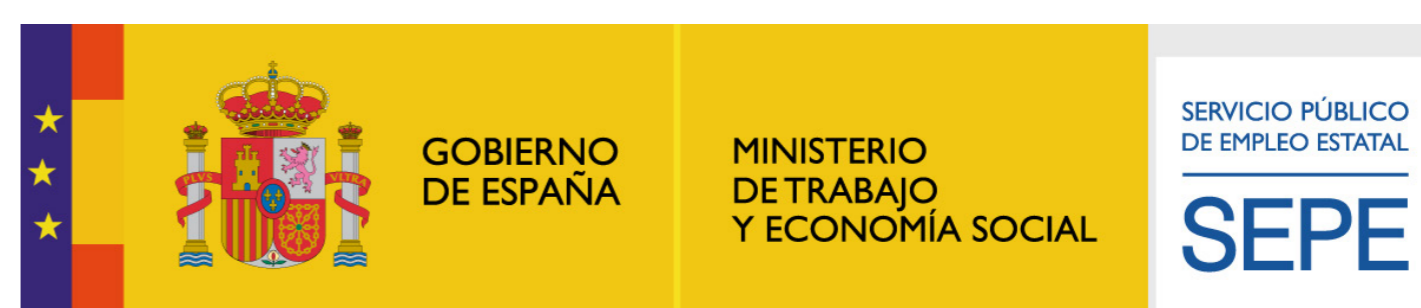 PLVS
VLTRA
GOBIERNO
DE ESPAÑA
MINISTERIO
DE TRABAJO
Y ECONOMÍA SOCIAL
SERVICIO PÚBLICO
DE EMPLEO ESTATAL
SEPE